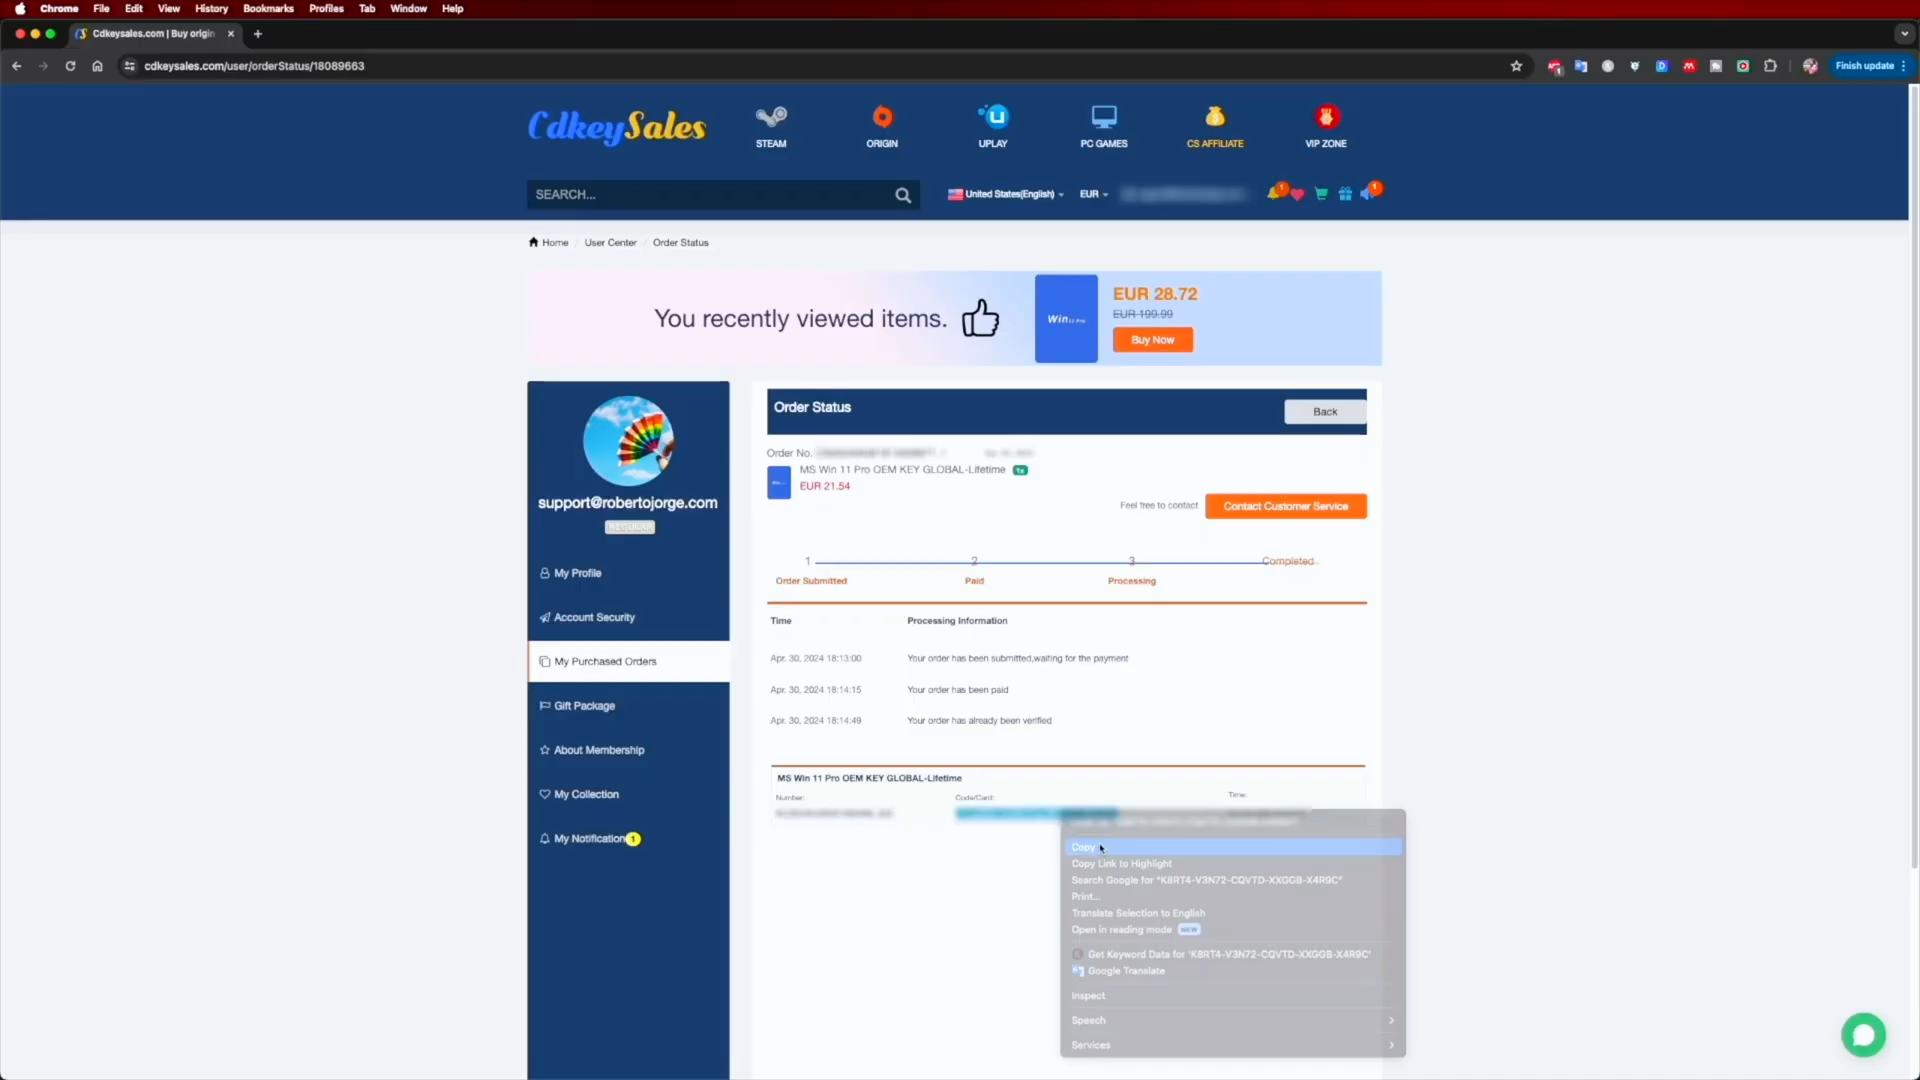 Chrome File Edit View History Bookmarks Profiles Tab Window Help
Cdkeysales.com | Buy origin
cdkeysales.com/user/orderStatus/18089663
Finish update
CdkeySales
STEAM
ORIGIN
UPLAY
PC GAMES
CS AFFILIATE
VIP ZONE
SEARCH...
United States(English)
EUR
1
1
Home / User Center / Order Status
You recently viewed items.
Win 11 Pro
EUR 28.72
EUR 199.99
Buy Now
support@robertojorge.com
My Profile
Account Security
My Purchased Orders
Gift Package
About Membership
My Collection
My Notification 1
Order Status
Back
Order No.
MS Win 11 Pro OEM KEY GLOBAL-Lifetime 1x
EUR 21.54
Feel free to contact
Contact Customer Service
1 2 3 Completed
Order Submitted Paid Processing
Time Processing Information
Apr. 30, 2024 18:13:00 Your order has been submitted,waiting for the payment
Apr. 30, 2024 18:14:15 Your order has been paid
Apr. 30, 2024 18:14:49 Your order has already been verified
MS Win 11 Pro OEM KEY GLOBAL-Lifetime
Number: Code/Card: Time:
Copy
Copy Link to Highlight
Search Google for "K8RT4-V3N72-CQVTD-XXGGB-X4R9C"
Print...
Translate Selection to English
Open in reading mode NEW
Get Keyword Data for 'K8RT4-V3N72-CQVTD-XXGGB-X4R9C'
Google Translate
Inspect
Speech
Services